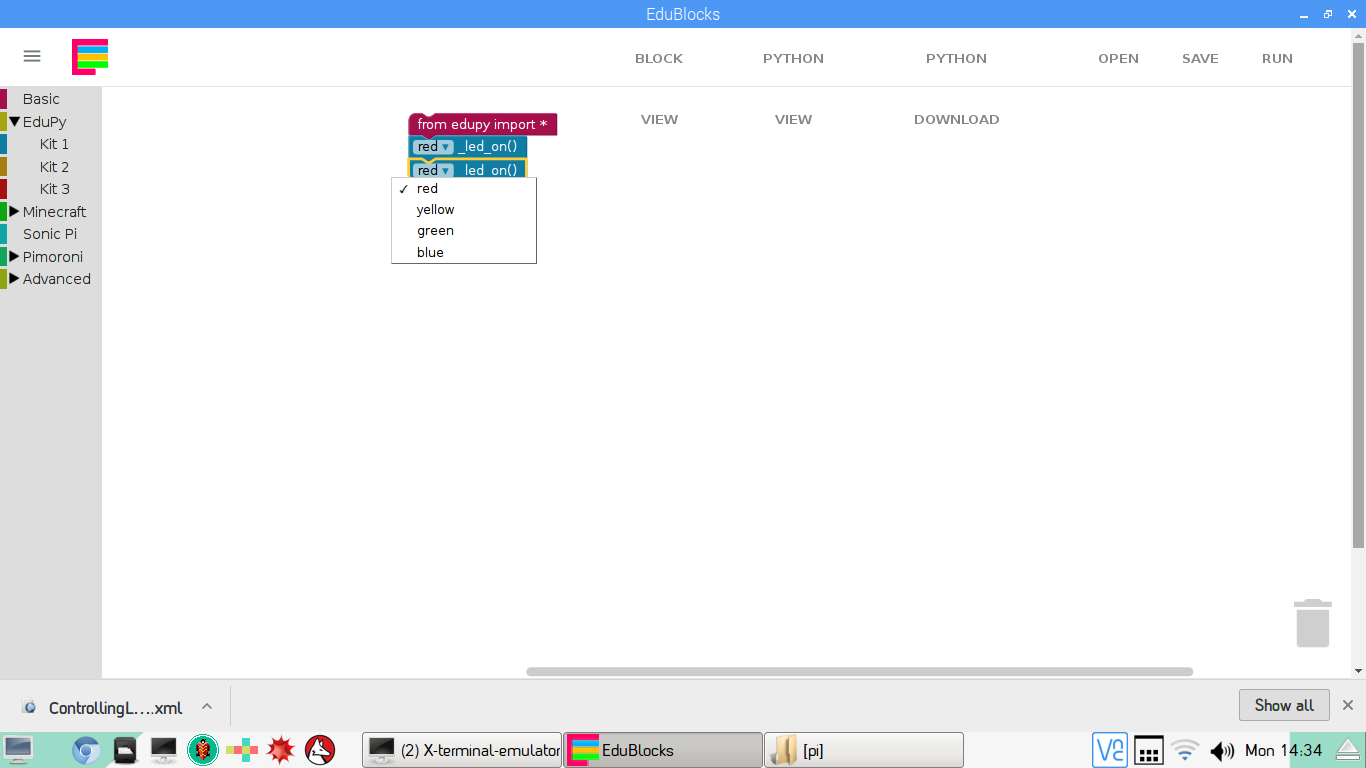 EduBlocks
BLOCK VIEW
PYTHON VIEW
PYTHON DOWNLOAD
OPEN
SAVE
RUN
Basic
EduPy
Kit 1
Kit 2
Kit 3
Minecraft
Sonic Pi
Pimoroni
Advanced
from edupy import *
red _led_on()
red _led_on()
red
yellow
green
blue
ControllingL....xml
Show all
(2) X-terminal-emulator
EduBlocks
[pi]
Mon 14:34